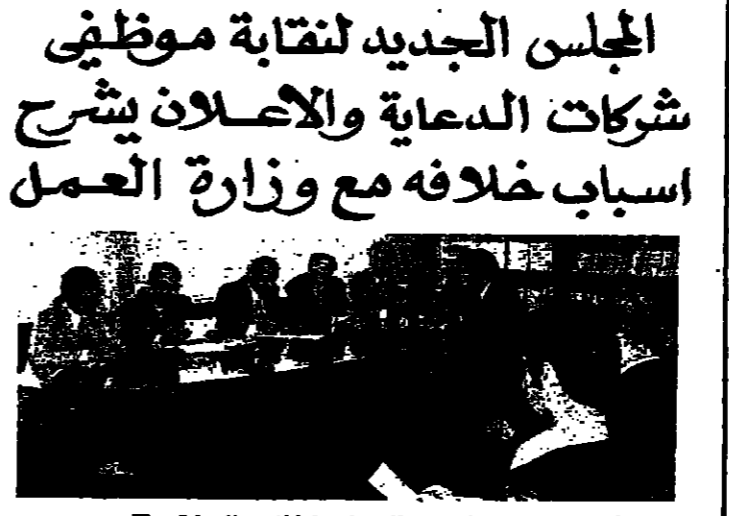 المجلس الجديد لنقابة موظفي
شركات الدعاية والاعلان يشرح
اسباب خلافه مع وزارة العمل